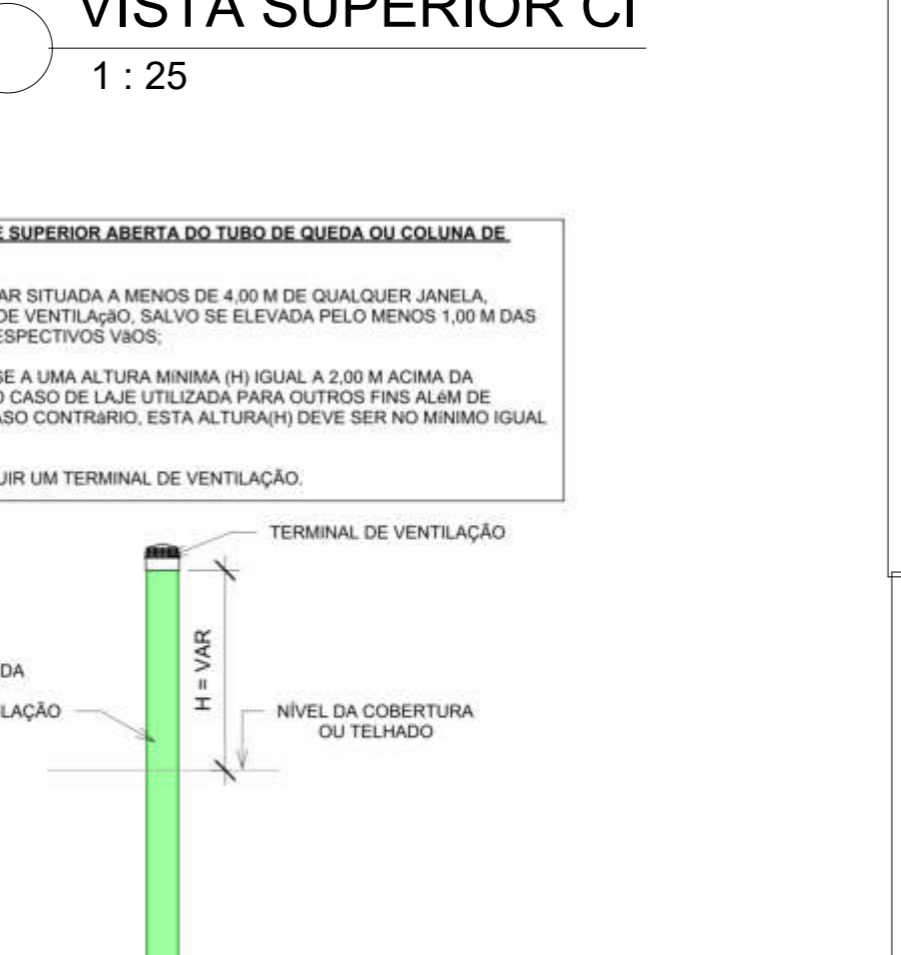 VISTA SUPERIOR CI
1 : 25
SUPERIOR ABERTA DO TUBO DE QUEDA OU COLUNA DE
AR SITUADA A MENOS DE 4,00 M DE QUALQUER JANELA,
DE VENTILAçãO, SALVO SE ELEVADA PELO MENOS 1,00 M DAS
ESPECTIVOS VãOS;
SE A UMA ALTURA MíNIMA (H) IGUAL A 2,00 M ACIMA DA
O CASO DE LAJE UTILIZADA PARA OUTROS FINS ALéM DE
ASO CONTRáRIO, ESTA ALTURA(H) DEVE SER NO MíNIMO IGUAL
UIR UM TERMINAL DE VENTILAÇÃO.
TERMINAL DE VENTILAÇÃO
H = VAR
DA
LAÇÃO
NÍVEL DA COBERTURA
OU TELHADO